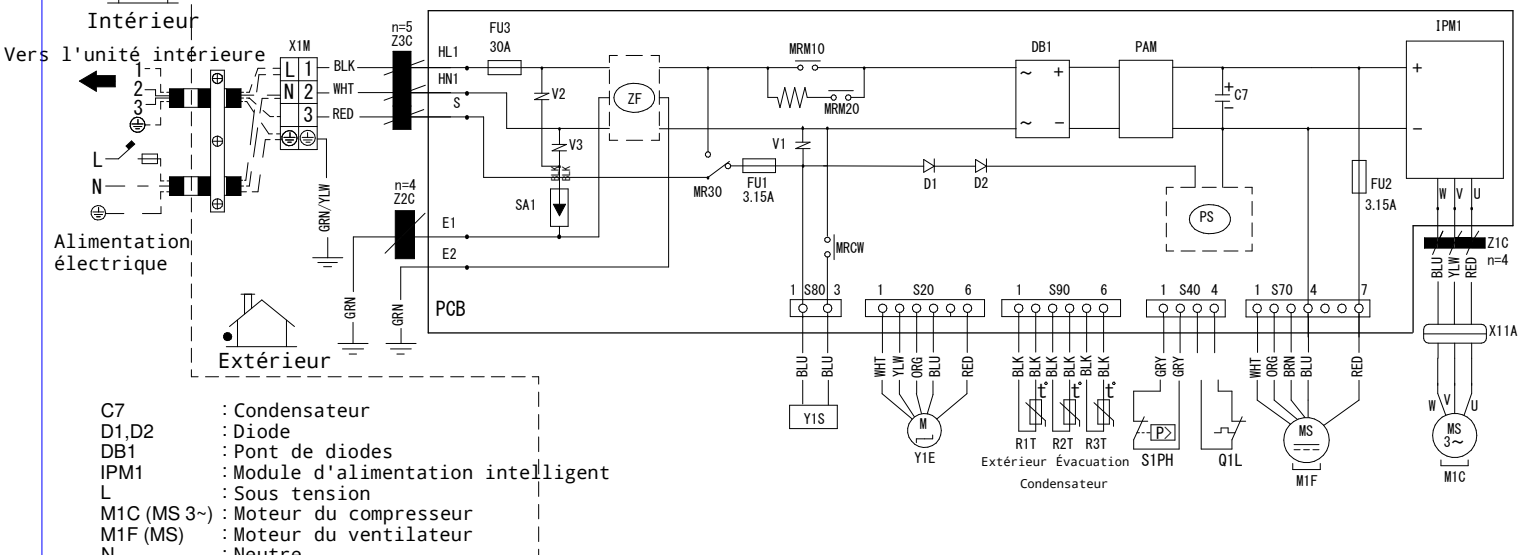 Intérieur
Vers l'unité intérieure
1
2
3
L
N
Alimentation
électrique
Extérieur
X1M
L 1
N 2
3
BLK
WHT
RED
GRN/YLW
n=5
Z3C
HL1
HN1
S
n=4
Z2C
E1
E2
GRN
GRN
PCB
FU3
30A
V2
V3
BLK
BLK
SA1
ZF
MRM10
MRM20
MR30
FU1
3.15A
V1
MRCW
D1
D2
DB1
~ +
~ −
PAM
+
C7
−
PS
FU2
3.15A
IPM1
+
−
W V U
Z1C
n=4
BLU YLW RED
X11A
W V U
MS
3~
M1C
1 S80 3
BLU BLU
Y1S
1 S20 6
WHT YLW ORG BLU RED
M
Y1E
1 S90 6
BLK BLK BLK BLK BLK BLK
t° t° t°
R1T R2T R3T
Extérieur Évacuation
Condensateur
1 S40 4
GRY GRY
P>
S1PH
Q1L
1 S70 4 7
WHT ORG BRN BLU RED
MS
M1F
C7 : Condensateur
D1,D2 : Diode
DB1 : Pont de diodes
IPM1 : Module d'alimentation intelligent
L : Sous tension
M1C (MS 3~) : Moteur du compresseur
M1F (MS) : Moteur du ventilateur
N : Neutre